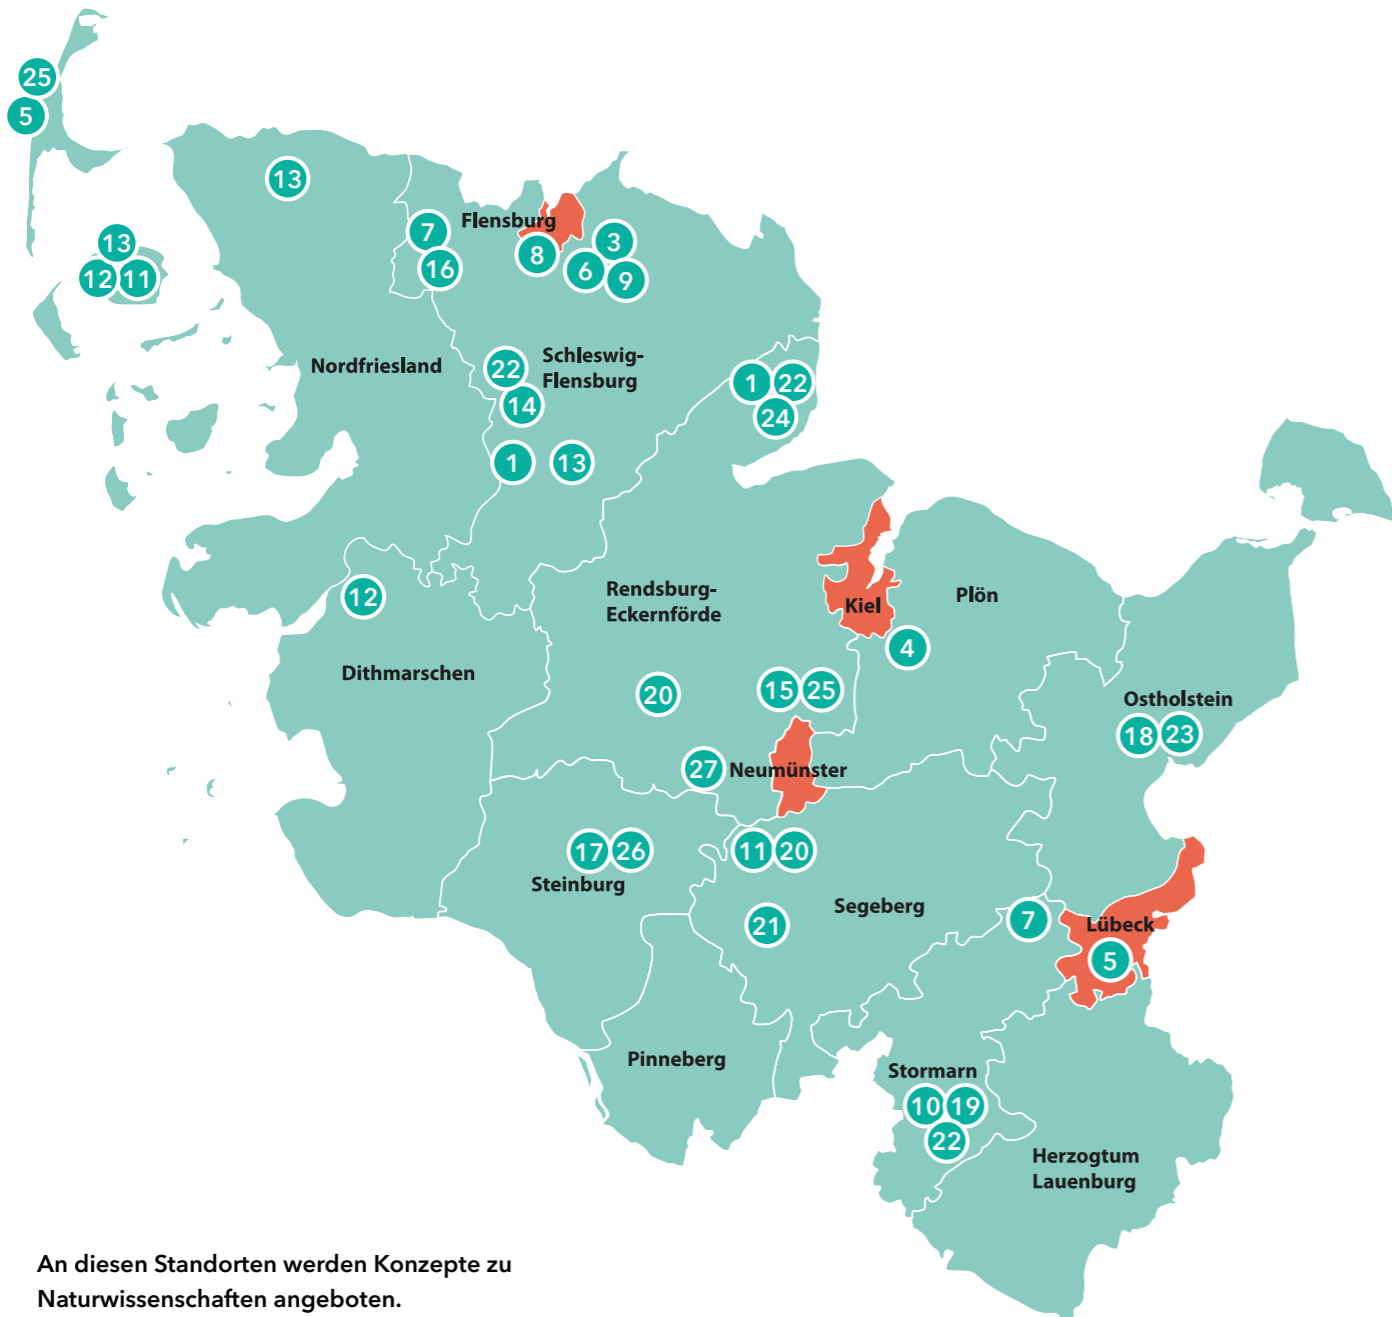 25
5
13
Flensburg
7
3
13
8
16
6
9
12
11
Nordfriesland
Schleswig-
Flensburg
22
1
22
14
24
1
13
Rendsburg-
Eckernförde
12
Kiel
Plön
4
Dithmarschen
20
15
25
Ostholstein
18
23
27
Neumünster
17
26
11
20
Steinburg
Segeberg
21
7
Lübeck
5
Pinneberg
Stormarn
10
19
22
Herzogtum
Lauenburg
An diesen Standorten werden Konzepte zu
Naturwissenschaften angeboten.